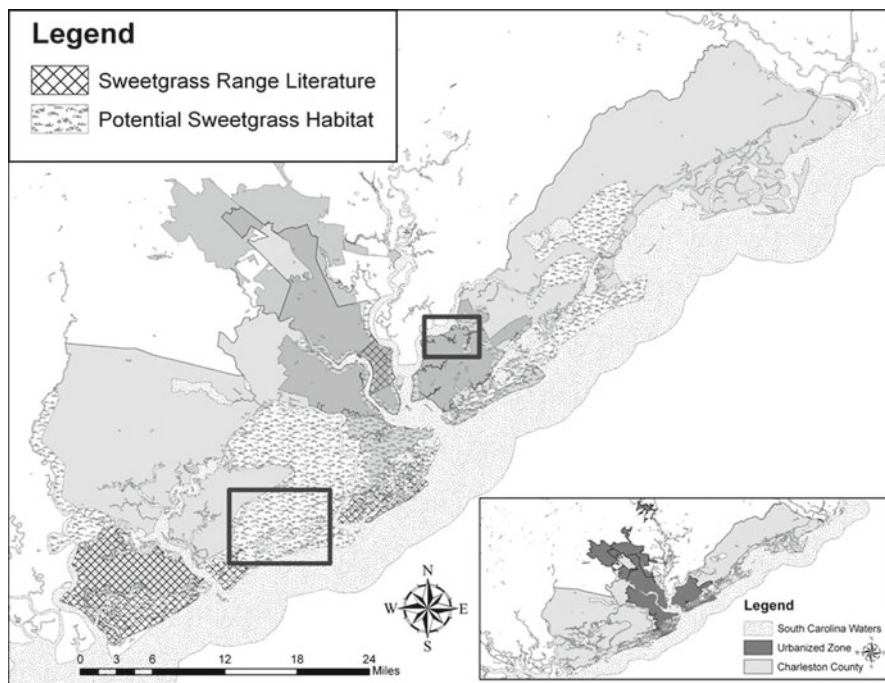 Legend
Sweetgrass Range Literature
Potential Sweetgrass Habitat
N
W E
S
0 3 6 12 18 24
Miles
Legend
South Carolina Waters
Urbanized Zone
Charleston County